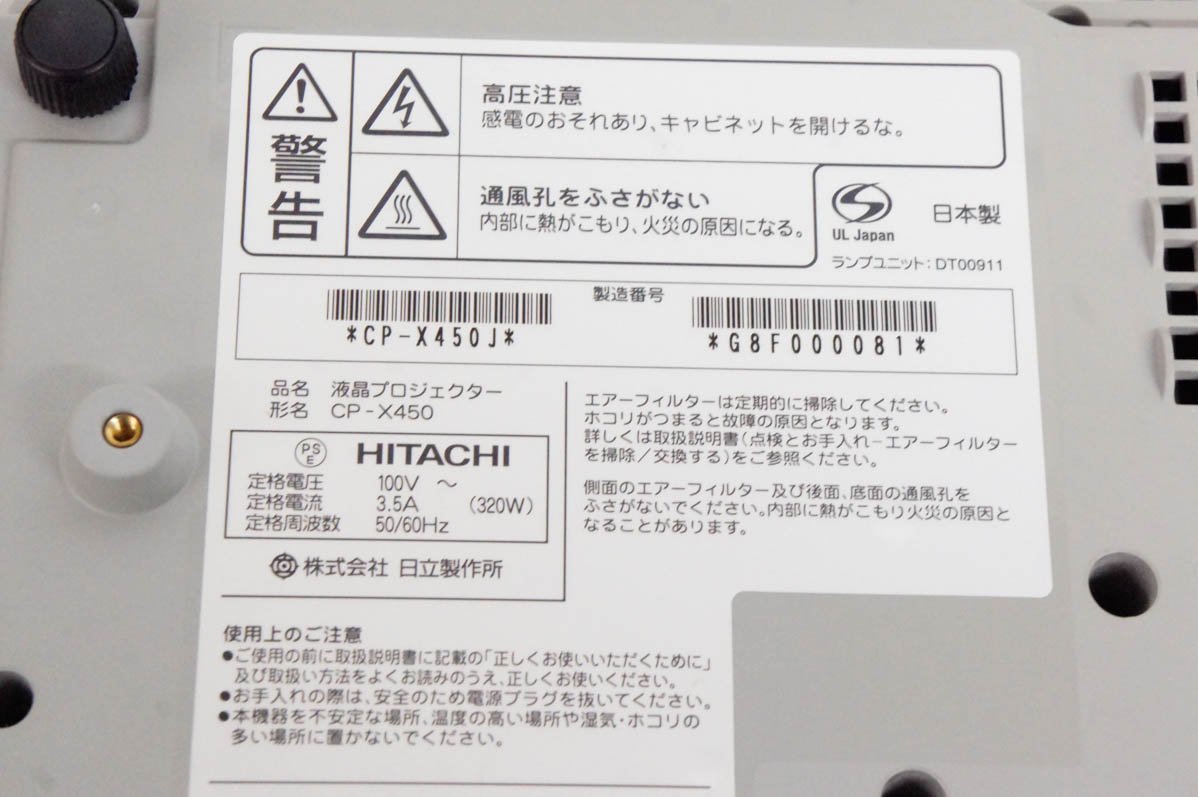 警告
高圧注意
感電のおそれあり、キャビネットを開けるな。
通風孔をふさがない
内部に熱がこもり、火災の原因になる。
UL Japan
日本製
ランプユニット：DT00911
製造番号
*CP-X450J*
*G8F000081*
品名 液晶プロジェクター
形名 CP-X450
PSE
HITACHI
定格電圧 100V ～
定格電流 3.5A (320W)
定格周波数 50/60Hz
株式会社 日立製作所
エアーフィルターは定期的に掃除してください。
ホコリがつまると故障の原因となります。
詳しくは取扱説明書(点検とお手入れ－エアーフィルター
を掃除／交換する)をご参照ください。
側面のエアーフィルター及び後面、底面の通風孔を
ふさがないでください。内部に熱がこもり火災の原因と
なることがあります。
使用上のご注意
●ご使用の前に取扱説明書に記載の「正しくお使いいただくために」
及び取扱い方法をよくお読みのうえ、正しくお使いください。
●お手入れの際は、安全のため電源プラグを抜いてください。
●本機器を不安定な場所、温度の高い場所や湿気・ホコリの
多い場所に置かないでください。